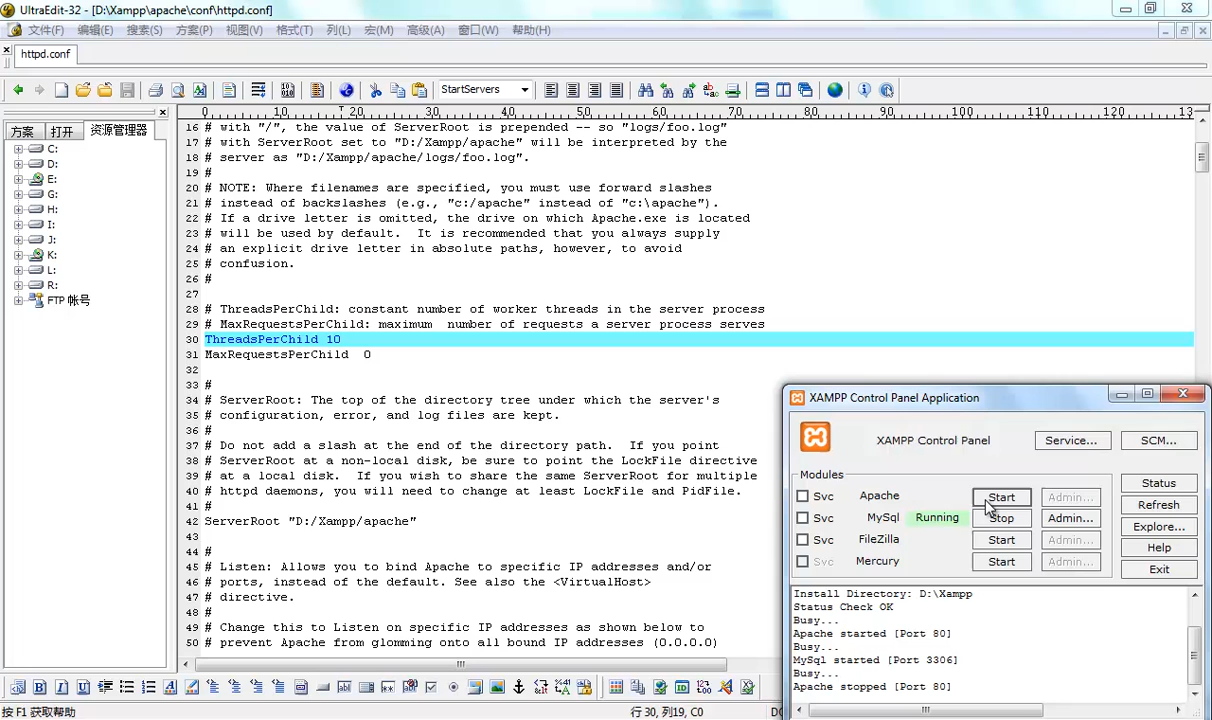 UltraEdit-32 - [D:\Xampp\apache\conf\httpd.conf]
文件(F) 编辑(E) 搜索(S) 方案(P) 视图(V) 格式(T) 列(L) 宏(M) 高级(A) 窗口(W) 帮助(H)
httpd.conf
StartServers
方案 打开 资源管理器
0 10 20 30 40 50 60 70 80 90 100 110 120 13
C:
D:
E:
G:
H:
I:
J:
K:
L:
R:
FTP 帐号
16 # with "/", the value of ServerRoot is prepended -- so "logs/foo.log"
17 # with ServerRoot set to "D:/Xampp/apache" will be interpreted by the
18 # server as "D:/Xampp/apache/logs/foo.log".
19 #
20 # NOTE: Where filenames are specified, you must use forward slashes
21 # instead of backslashes (e.g., "c:/apache" instead of "c:\apache").
22 # If a drive letter is omitted, the drive on which Apache.exe is located
23 # will be used by default.  It is recommended that you always supply
24 # an explicit drive letter in absolute paths, however, to avoid
25 # confusion.
26 #
27
28 # ThreadsPerChild: constant number of worker threads in the server process
29 # MaxRequestsPerChild: maximum  number of requests a server process serves
30 ThreadsPerChild 10
31 MaxRequestsPerChild  0
32
33 #
34 # ServerRoot: The top of the directory tree under which the server's
35 # configuration, error, and log files are kept.
36 #
37 # Do not add a slash at the end of the directory path.  If you point
38 # ServerRoot at a non-local disk, be sure to point the LockFile directive
39 # at a local disk.  If you wish to share the same ServerRoot for multiple
40 # httpd daemons, you will need to change at least LockFile and PidFile.
41 #
42 ServerRoot "D:/Xampp/apache"
43
44 #
45 # Listen: Allows you to bind Apache to specific IP addresses and/or
46 # ports, instead of the default. See also the <VirtualHost>
47 # directive.
48 #
49 # Change this to Listen on specific IP addresses as shown below to
50 # prevent Apache from glomming onto all bound IP addresses (0.0.0.0)
XAMPP Control Panel Application
XAMPP Control Panel Service... SCM...
Modules
Svc Apache Start Admin...
Svc MySql Running Stop Admin...
Svc FileZilla Start Admin...
Svc Mercury Start Admin...
Status
Refresh
Explore...
Help
Exit
Install Directory: D:\Xampp
Status Check OK
Busy...
Apache started [Port 80]
Busy...
MySql started [Port 3306]
Busy...
Apache stopped [Port 80]
按 F1 获取帮助 行 30, 列19, C0